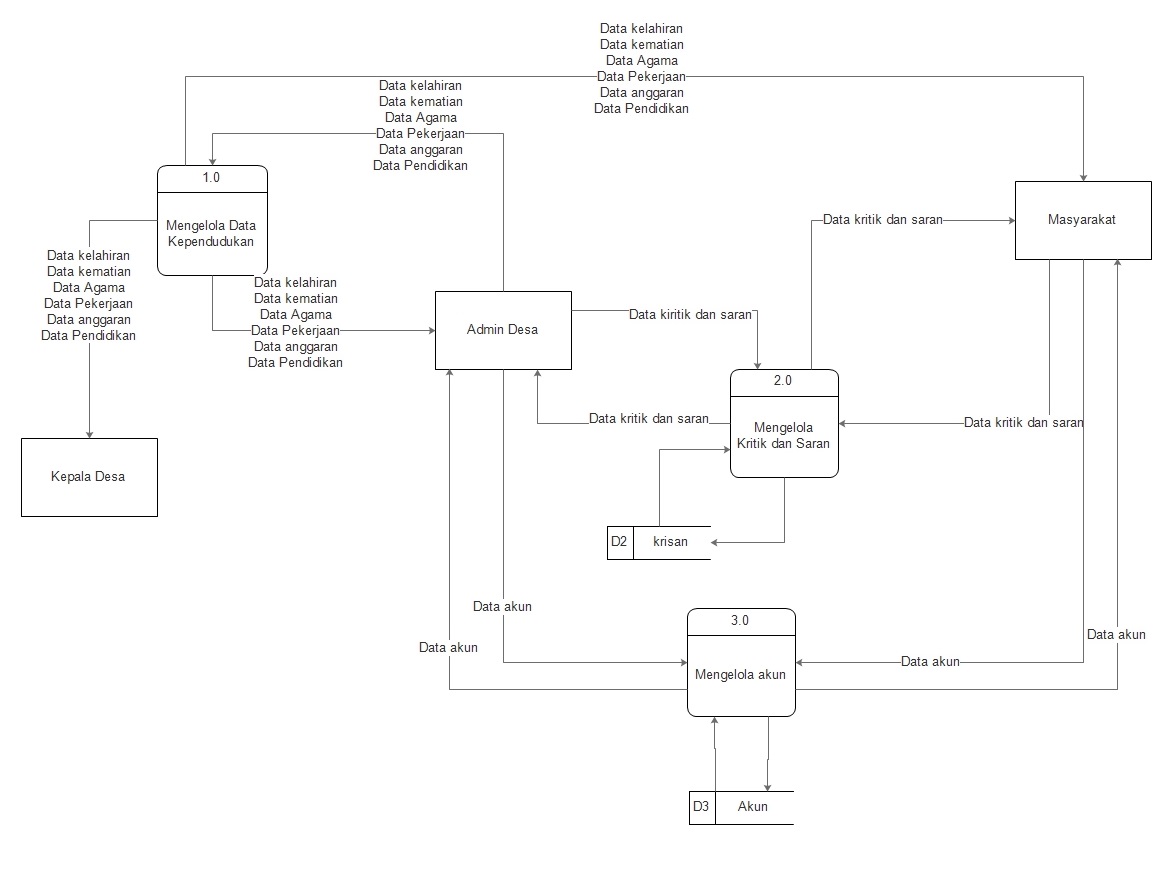 Data kelahiran
Data kematian
Data Agama
Data Pekerjaan
Data anggaran
Data Pendidikan
Data kelahiran
Data kematian
Data Agama
Data Pekerjaan
Data anggaran
Data Pendidikan
1.0
Mengelola Data
Kependudukan
Masyarakat
Data kritik dan saran
Data kelahiran
Data kematian
Data Agama
Data Pekerjaan
Data anggaran
Data Pendidikan
Data kelahiran
Data kematian
Data Agama
Data Pekerjaan
Data anggaran
Data Pendidikan
Admin Desa
Data kiritik dan saran
2.0
Mengelola
Kritik dan Saran
Data kritik dan saran
Data kritik dan saran
Kepala Desa
D2
krisan
Data akun
3.0
Mengelola akun
Data akun
Data akun
Data akun
D3
Akun